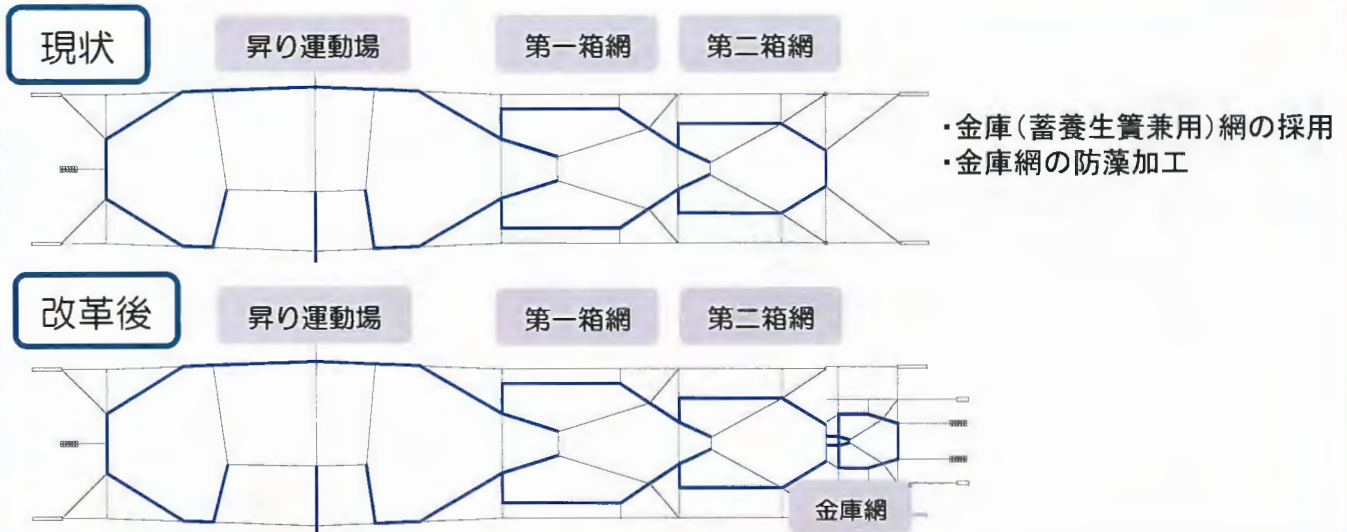 現状
昇り運動場
第一箱網
第二箱網
・金庫(蓄養生簀兼用)網の採用
・金庫網の防藻加工
改革後
昇り運動場
第一箱網
第二箱網
金庫網